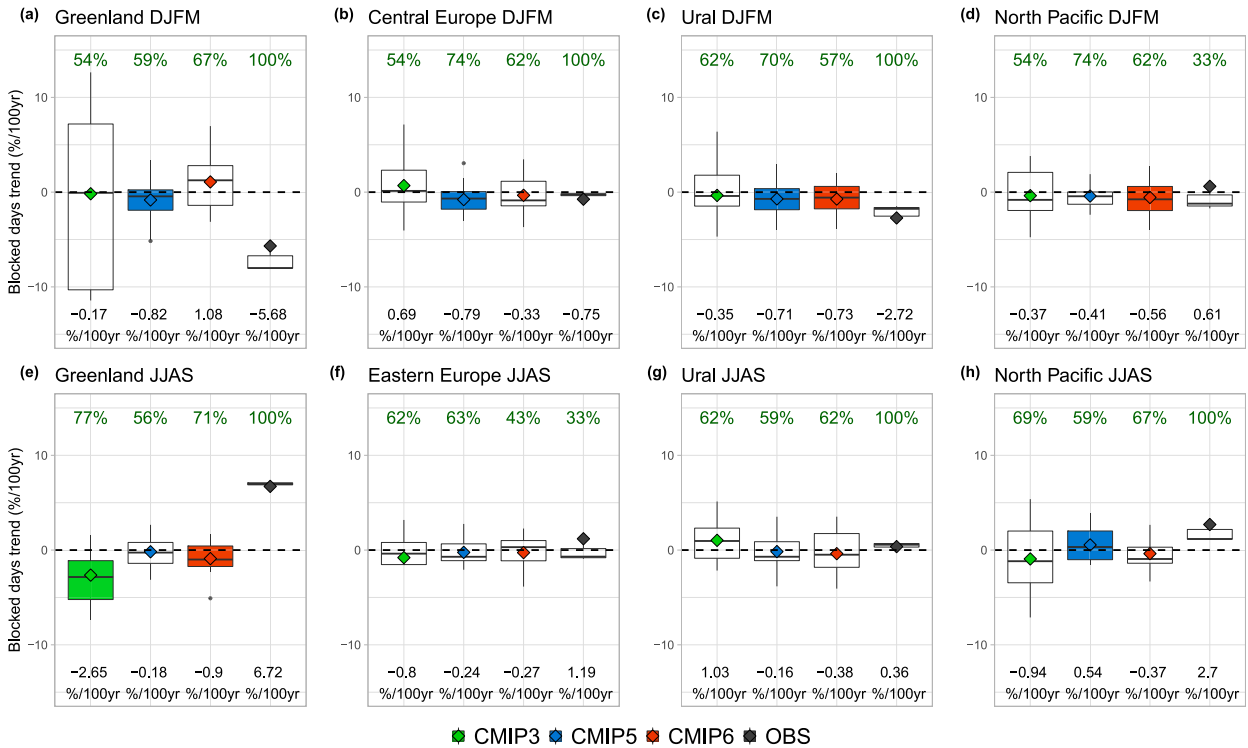 (a) Greenland DJFM
(b) Central Europe DJFM
(c) Ural DJFM
(d) North Pacific DJFM
Blocked days trend (%/100yr)
10
0
−10
54% 59% 67% 100%
−0.17 −0.82 1.08 −5.68
%/100yr %/100yr %/100yr %/100yr
10
0
−10
54% 74% 62% 100%
0.69 −0.79 −0.33 −0.75
%/100yr %/100yr %/100yr %/100yr
10
0
−10
62% 70% 57% 100%
−0.35 −0.71 −0.73 −2.72
%/100yr %/100yr %/100yr %/100yr
10
0
−10
54% 74% 62% 33%
−0.37 −0.41 −0.56 0.61
%/100yr %/100yr %/100yr %/100yr
(e) Greenland JJAS
(f) Eastern Europe JJAS
(g) Ural JJAS
(h) North Pacific JJAS
Blocked days trend (%/100yr)
10
0
−10
77% 56% 71% 100%
−2.65 −0.18 −0.9 6.72
%/100yr %/100yr %/100yr %/100yr
10
0
−10
62% 63% 43% 33%
−0.8 −0.24 −0.27 1.19
%/100yr %/100yr %/100yr %/100yr
10
0
−10
62% 59% 62% 100%
1.03 −0.16 −0.38 0.36
%/100yr %/100yr %/100yr %/100yr
10
0
−10
69% 59% 67% 100%
−0.94 0.54 −0.37 2.7
%/100yr %/100yr %/100yr %/100yr
CMIP3 CMIP5 CMIP6 OBS